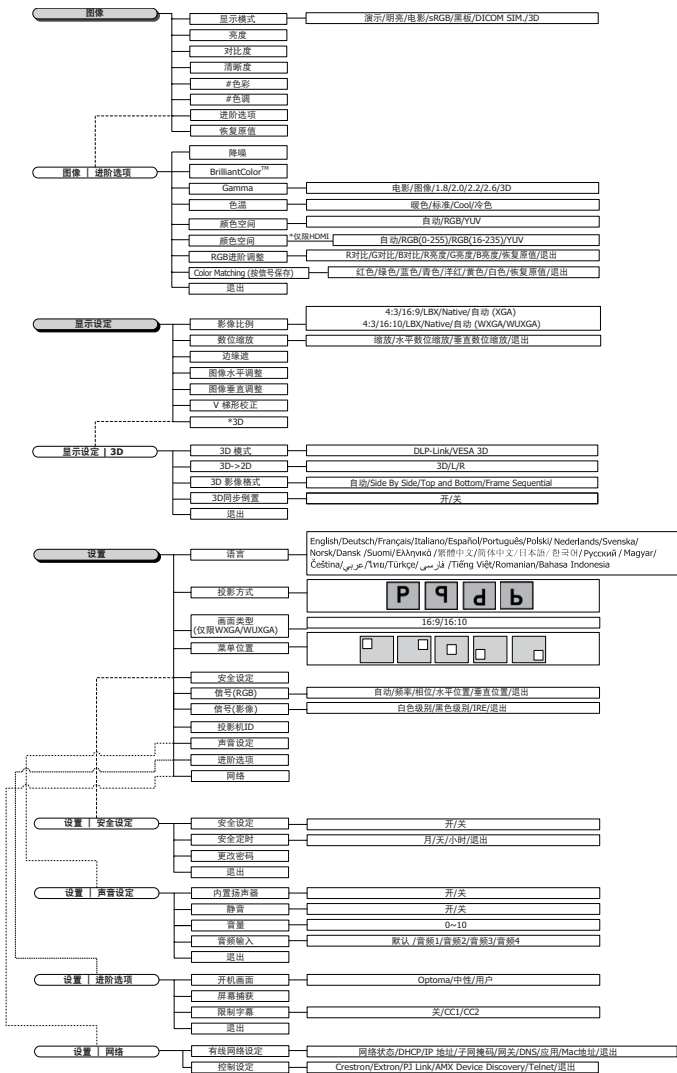 图像
显示模式
演示/明亮/电影/sRGB/黑板/DICOM SIM./3D
亮度
对比度
清晰度
#色彩
#色调
进阶选项
恢复原值
图像 | 进阶选项
降噪
BrilliantColor™
Gamma
电影/图像/1.8/2.0/2.2/2.6/3D
色温
暖色/标准/Cool/冷色
颜色空间
自动/RGB/YUV
颜色空间
*仅限HDMI
自动/RGB(0-255)/RGB(16-235)/YUV
RGB进阶调整
R对比/G对比/B对比/R亮度/G亮度/B亮度/恢复原值/退出
Color Matching (按信号保存)
红色/绿色/蓝色/青色/洋红/黄色/白色/恢复原值/退出
退出
显示设定
影像比例
4:3/16:9/LBX/Native/自动 (XGA)
4:3/16:10/LBX/Native/自动 (WXGA/WUXGA)
数位缩放
缩放/水平数位缩放/垂直数位缩放/退出
边缘遮
图像水平调整
图像垂直调整
V 梯形校正
*3D
显示设定 | 3D
3D 模式
DLP-Link/VESA 3D
3D->2D
3D/L/R
3D 影像格式
自动/Side By Side/Top and Bottom/Frame Sequential
3D同步倒置
开/关
退出
设置
语言
English/Deutsch/Français/Italiano/Español/Português/Polski/ Nederlands/Svenska/
Norsk/Dansk /Suomi/Ελληνικά /繁體中文/简体中文/日本語/ 한국어/ Русский / Magyar/
Čeština/عربي/ไทย/Türkçe/ فارسی /Tiếng Việt/Romanian/Bahasa Indonesia
投影方式
P
画面类型
(仅限WXGA/WUXGA)
16:9/16:10
菜单位置
安全设定
信号(RGB)
自动/频率/相位/水平位置/垂直位置/退出
信号(影像)
白色级别/黑色级别/IRE/退出
投影机ID
声音设定
进阶选项
网络
设置 | 安全设定
安全设定
开/关
安全定时
月/天/小时/退出
更改密码
退出
设置 | 声音设定
内置扬声器
开/关
静音
开/关
音量
0~10
音频输入
默认 /音频1/音频2/音频3/音频4
退出
设置 | 进阶选项
开机画面
Optoma/中性/用户
屏幕捕获
限制字幕
关/CC1/CC2
退出
设置 | 网络
有线网络设定
网络状态/DHCP/IP 地址/子网掩码/网关/DNS/应用/Mac地址/退出
控制设定
Crestron/Extron/PJ Link/AMX Device Discovery/Telnet/退出